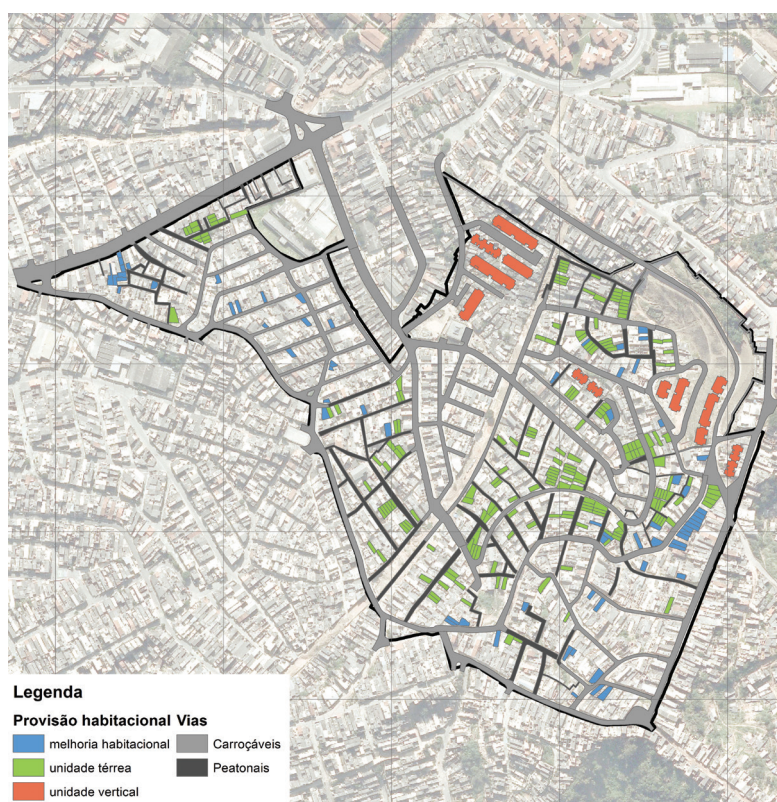 Legenda
Provisão habitacional Vias
melhoria habitacional Carroçáveis
unidade térrea Peatonais
unidade vertical